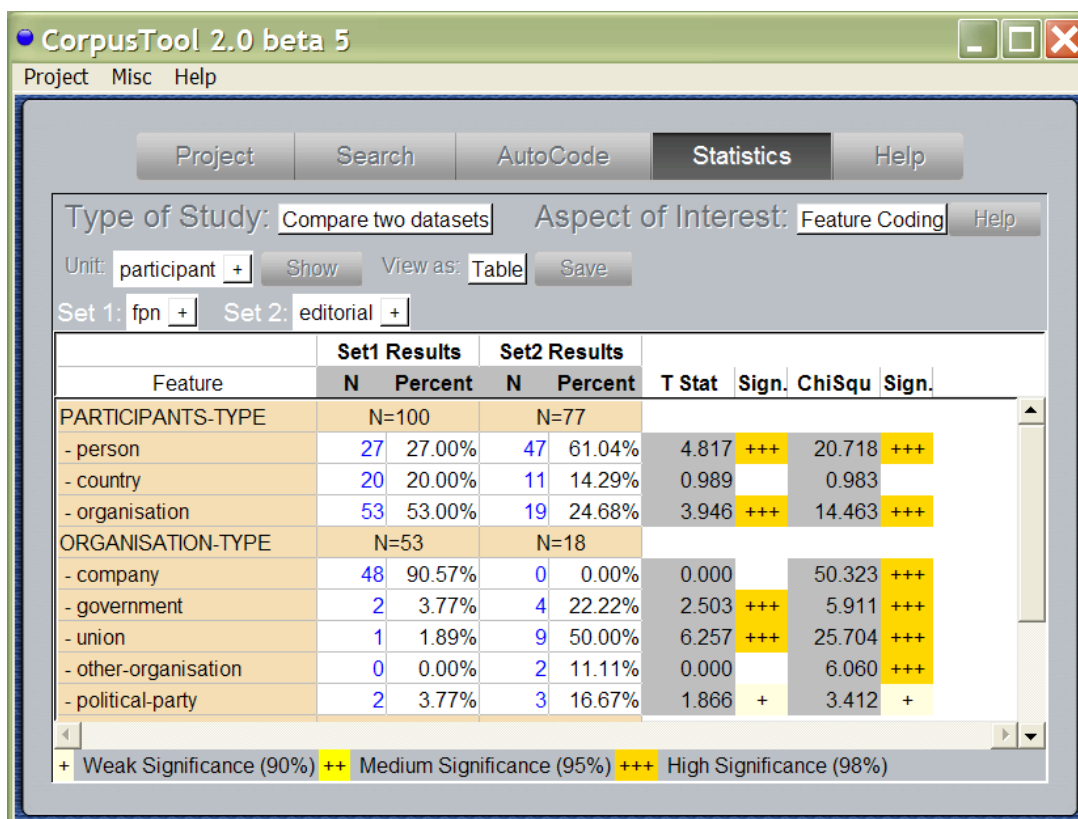 CorpusTool 2.0 beta 5
Project Misc Help
Project Search AutoCode Statistics Help
Type of Study: Compare two datasets Aspect of Interest: Feature Coding Help
Unit: participant + Show View as: Table Save
Set 1: fpn + Set 2: editorial +
Set1 Results Set2 Results
Feature N Percent N Percent T Stat Sign. ChiSqu Sign.
PARTICIPANTS-TYPE N=100 N=77
- person 27 27.00% 47 61.04% 4.817 +++ 20.718 +++
- country 20 20.00% 11 14.29% 0.989 0.983
- organisation 53 53.00% 19 24.68% 3.946 +++ 14.463 +++
ORGANISATION-TYPE N=53 N=18
- company 48 90.57% 0 0.00% 0.000 50.323 +++
- government 2 3.77% 4 22.22% 2.503 +++ 5.911 +++
- union 1 1.89% 9 50.00% 6.257 +++ 25.704 +++
- other-organisation 0 0.00% 2 11.11% 0.000 6.060 +++
- political-party 2 3.77% 3 16.67% 1.866 + 3.412 +
+ Weak Significance (90%) ++ Medium Significance (95%) +++ High Significance (98%)